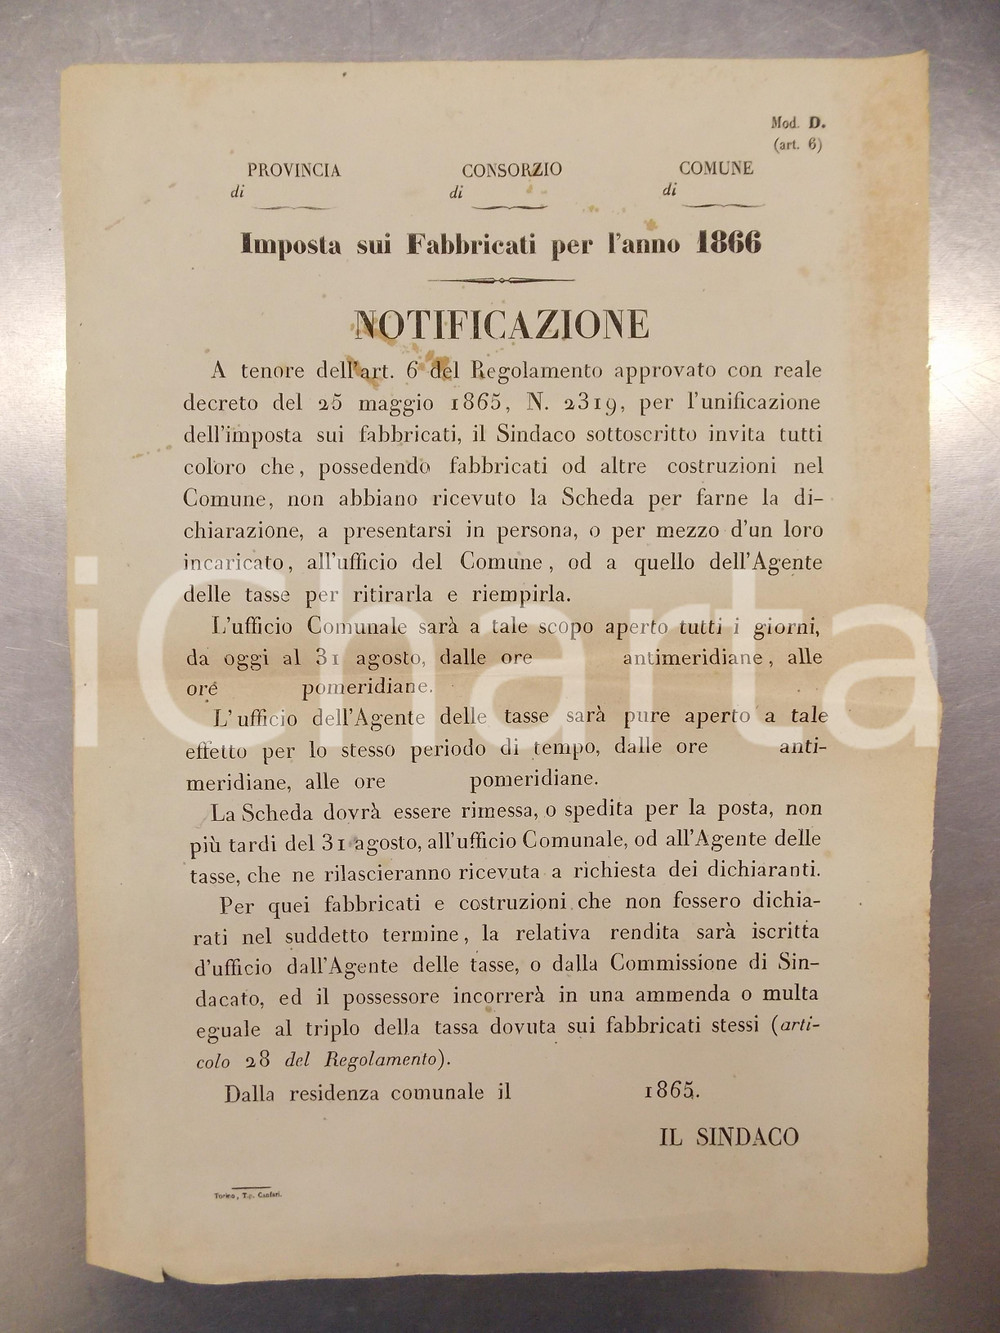 Mod. D.
(art. 6)
PROVINCIA CONSORZIO COMUNE
di di di
Imposta sui Fabbricati per l'anno 1866
NOTIFICAZIONE
A tenore dell'art. 6 del Regolamento approvato con reale
decreto del 25 maggio 1865, N. 2319, per l'unificazione
dell'imposta sui fabbricati, il Sindaco sottoscritto invita tutti
coloro che, possedendo fabbricati od altre costruzioni nel
Comune, non abbiano ricevuto la Scheda per farne la di-
chiarazione, a presentarsi in persona, o per mezzo d'un loro
incaricato, all'ufficio del Comune, od a quello dell'Agente
delle tasse per ritirarla e riempirla.
L'ufficio Comunale sarà a tale scopo aperto tutti i giorni,
da oggi al 31 agosto, dalle ore antimeridiane, alle
ore pomeridiane.
L'ufficio dell'Agente delle tasse sarà pure aperto a tale
effetto per lo stesso periodo di tempo, dalle ore anti-
meridiane, alle ore pomeridiane.
La Scheda dovrà essere rimessa, o spedita per la posta, non
più tardi del 31 agosto, all'ufficio Comunale, od all'Agente delle
tasse, che ne rilascieranno ricevuta a richiesta dei dichiaranti.
Per quei fabbricati e costruzioni che non fossero dichia-
rati nel suddetto termine, la relativa rendita sarà iscritta
d'ufficio dall'Agente delle tasse, o dalla Commissione di Sin-
dacato, ed il possessore incorrerà in una ammenda o multa
eguale al triplo della tassa dovuta sui fabbricati stessi (arti-
colo 28 del Regolamento).
Dalla residenza comunale il 1865.
IL SINDACO
Torino, Tip. Canfari.
iCharta